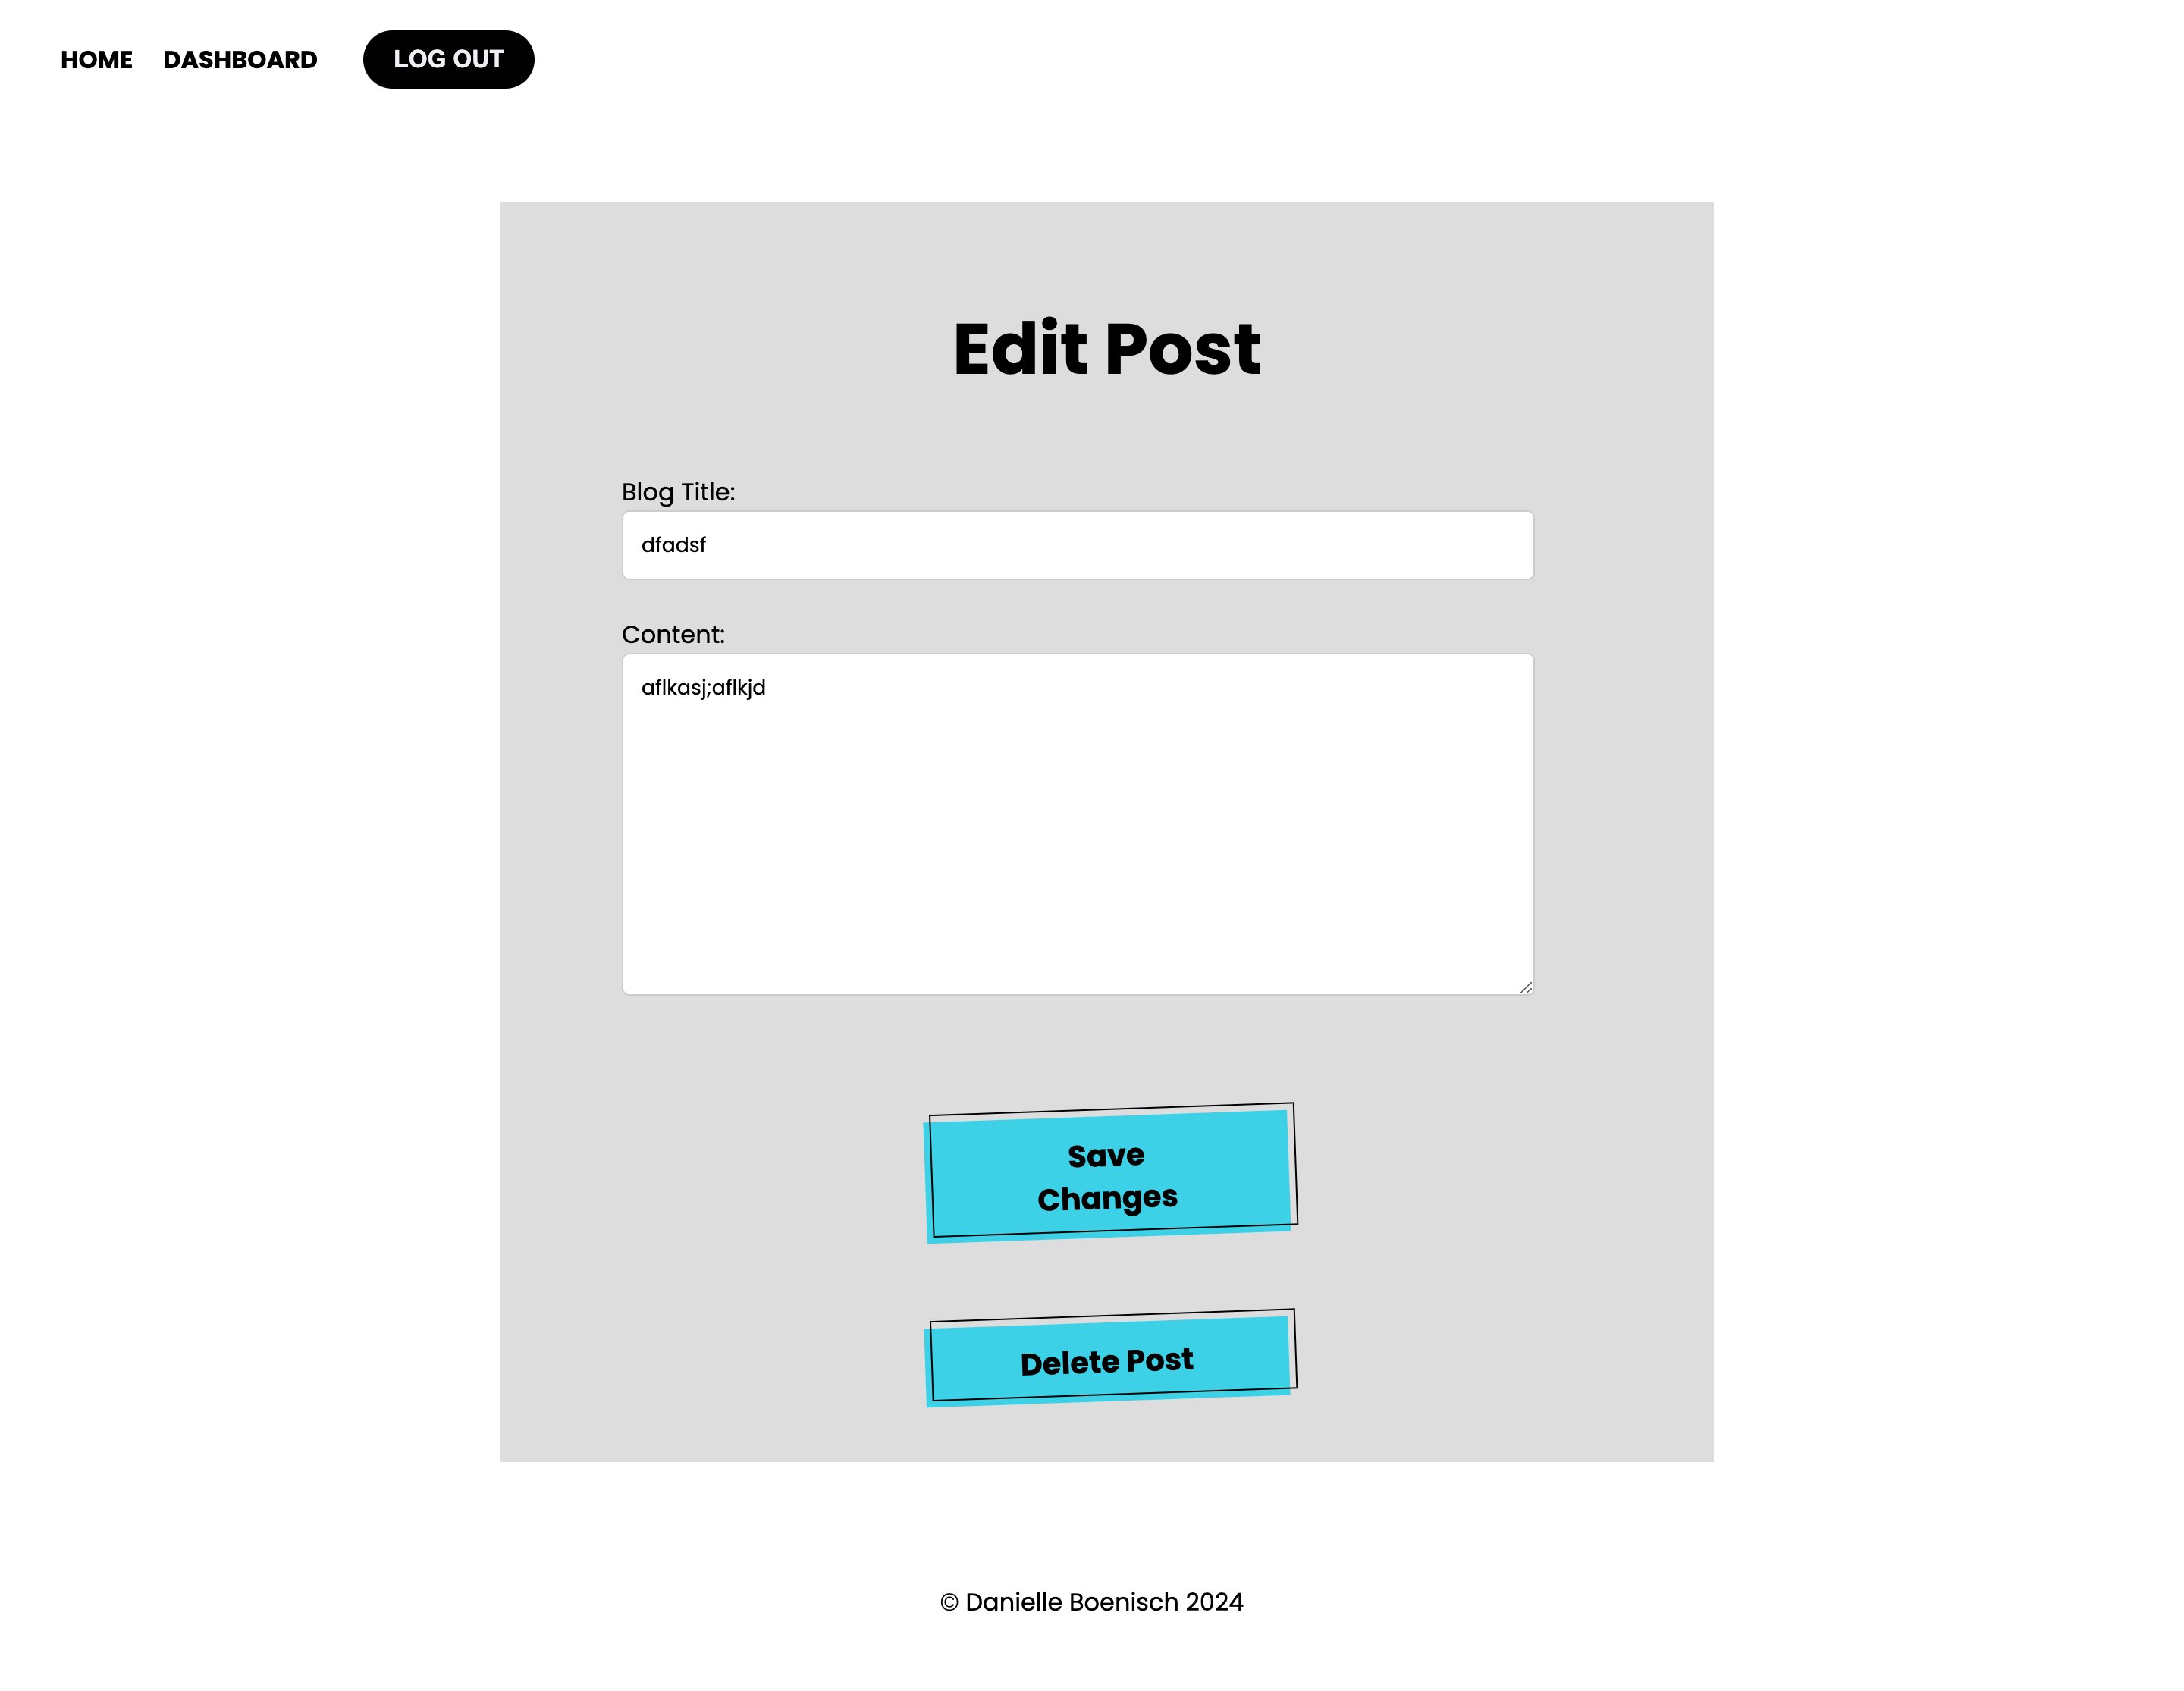 HOME DASHBOARD LOG OUT
Edit Post
Blog Title:
dfadsf
Content:
aflkasj;aflkjd
Save
Changes
Delete Post
© Danielle Boenisch 2024